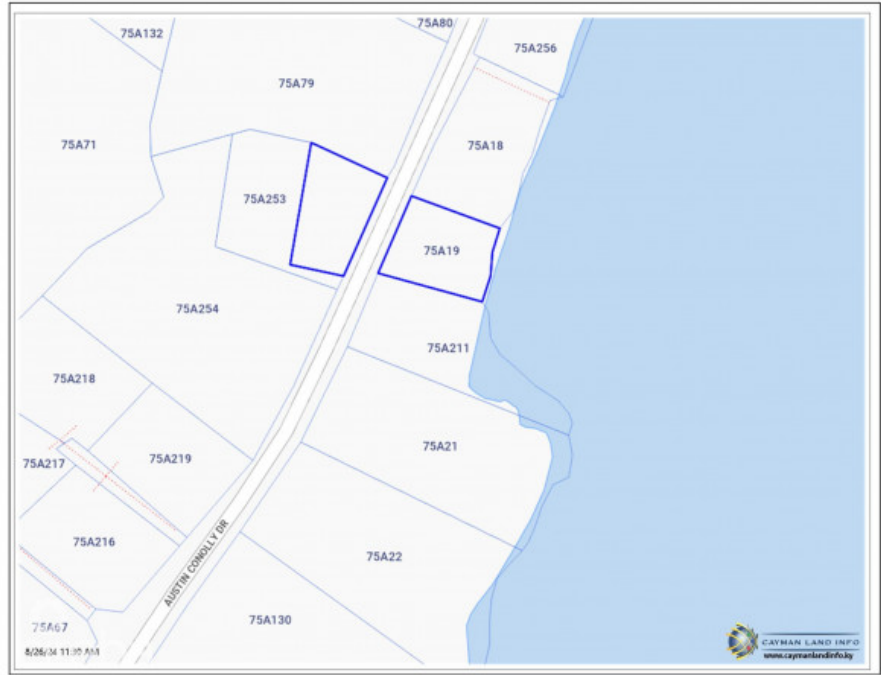 75A132
75A80
75A256
75A79
75A71
75A18
75A253
75A19
75A254
75A211
75A218
75A21
75A219
75A217
75A216
75A22
AUSTIN CONOLLY DR
75A130
75A67
CAYMAN LAND INFO
www.caymanlandinfo.ky